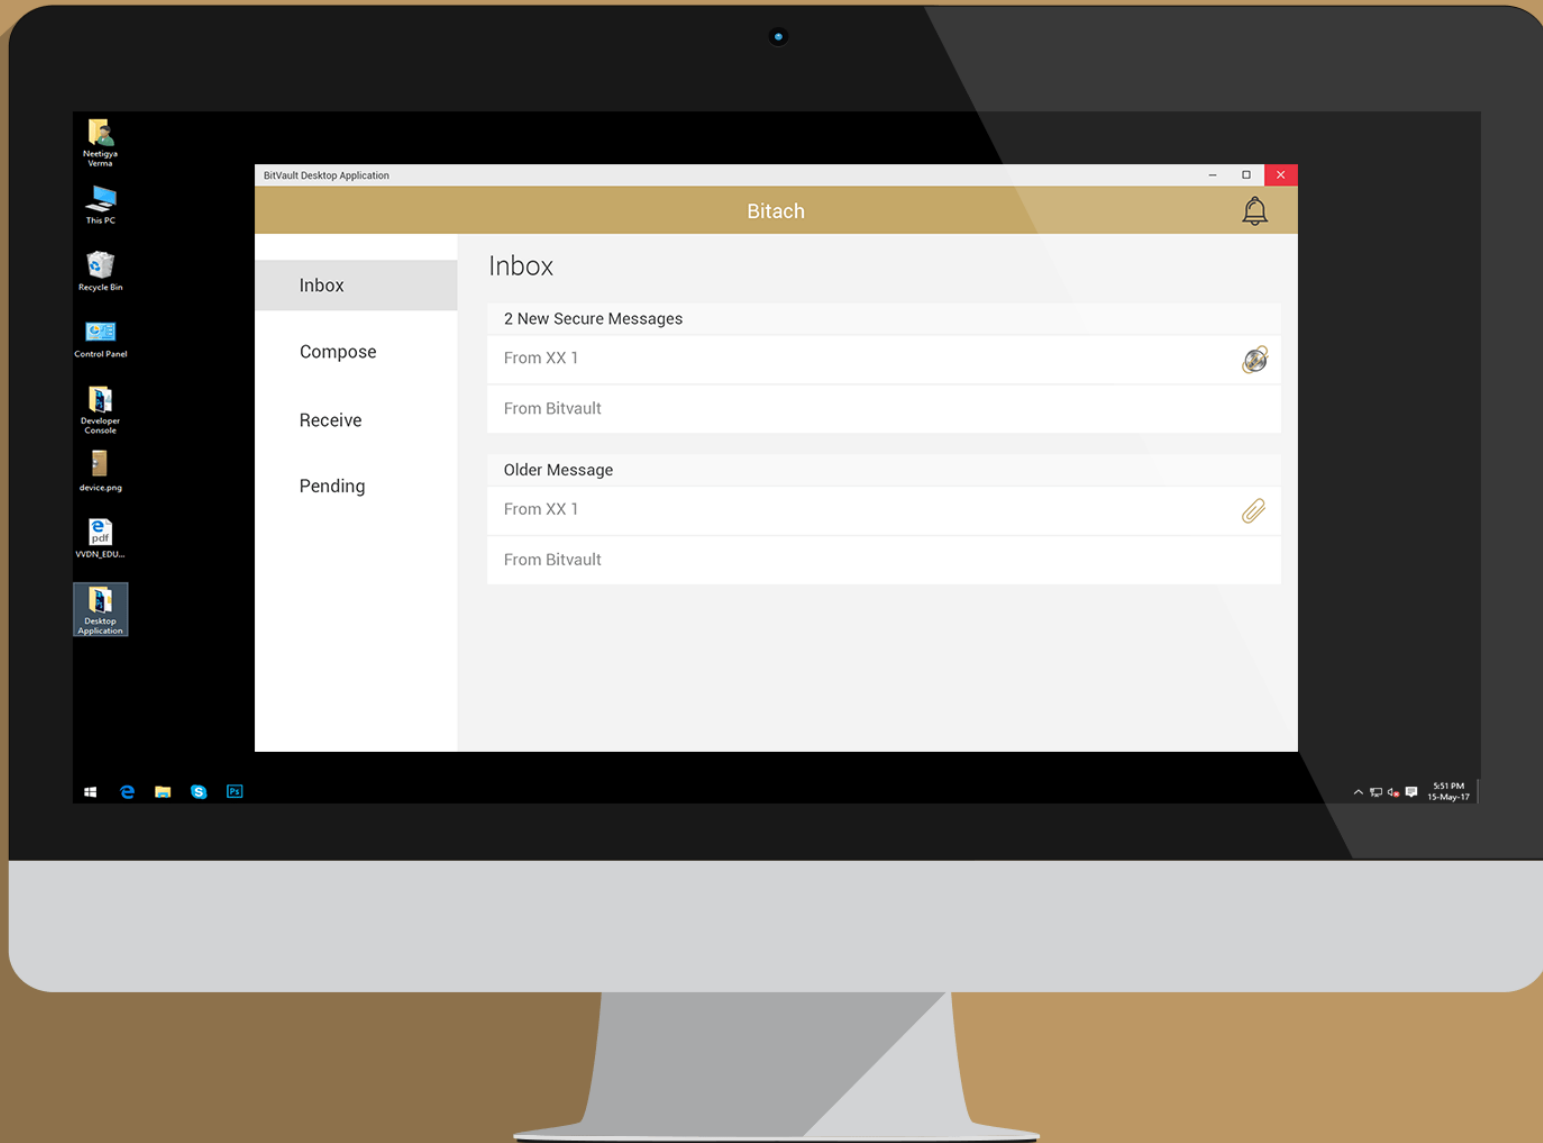 Neetigya
Verma
This PC
Recycle Bin
Control Panel
Developer
Console
device.png
pdf
VVDN_EDU...
Desktop
Application
BitVault Desktop Application
Bitach
Inbox
Compose
Receive
Pending
Inbox
2 New Secure Messages
From XX 1
From Bitvault
Older Message
From XX 1
From Bitvault
Ps
5:51 PM
15-May-17